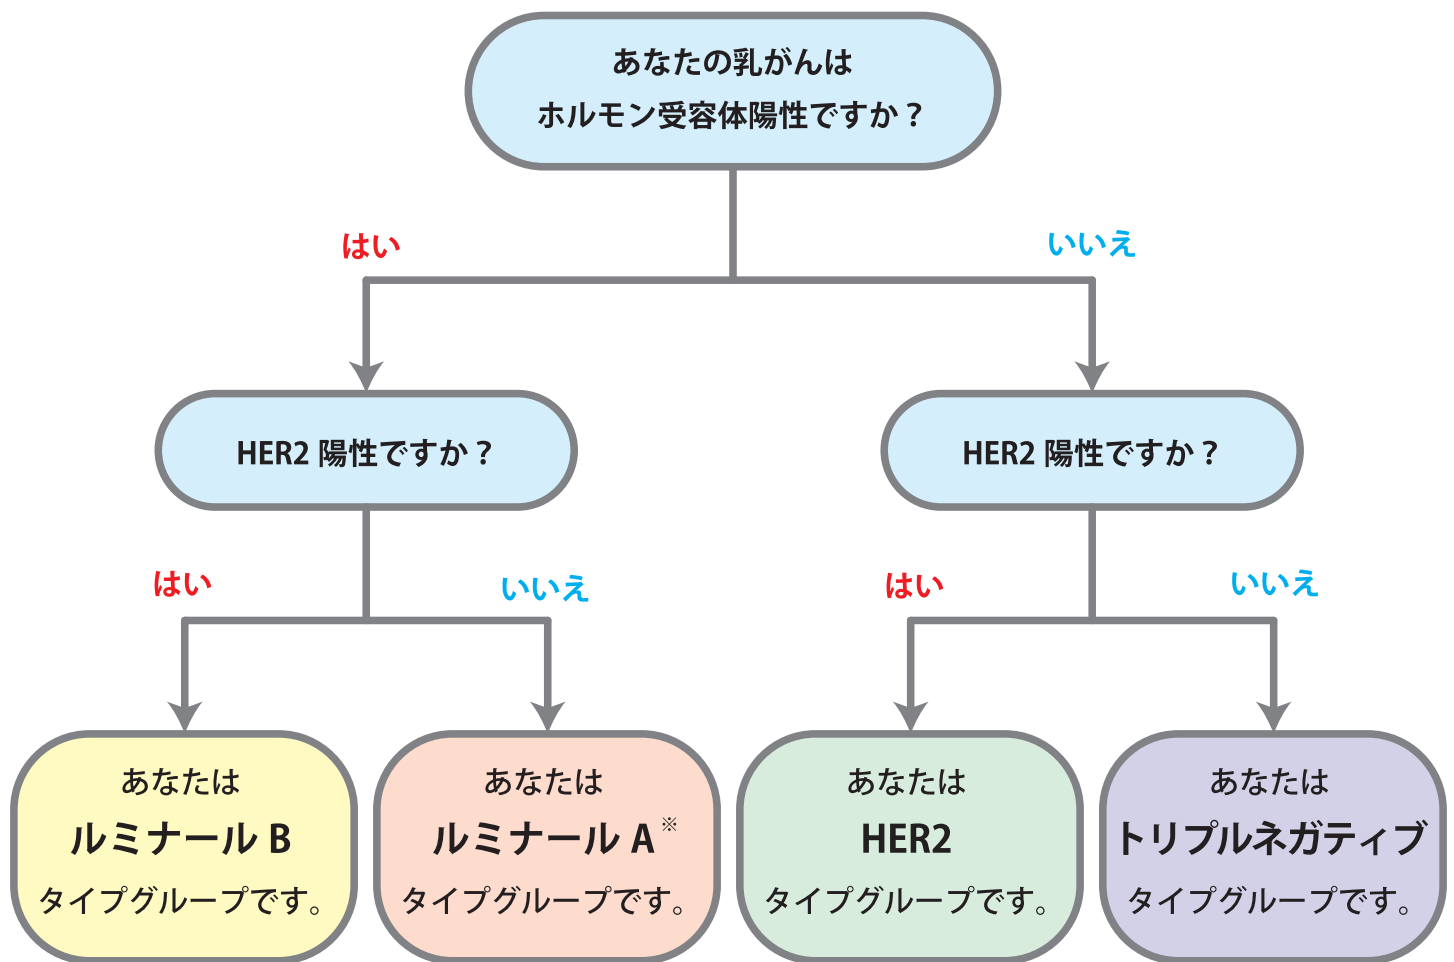 あなたの乳がんは
ホルモン受容体陽性ですか？
はい
いいえ
HER2 陽性ですか？
HER2 陽性ですか？
はい
いいえ
はい
いいえ
あなたは
ルミナール B
タイプグループです。
あなたは
ルミナール A※
タイプグループです。
あなたは
HER2
タイプグループです。
あなたは
トリプルネガティブ
タイプグループです。